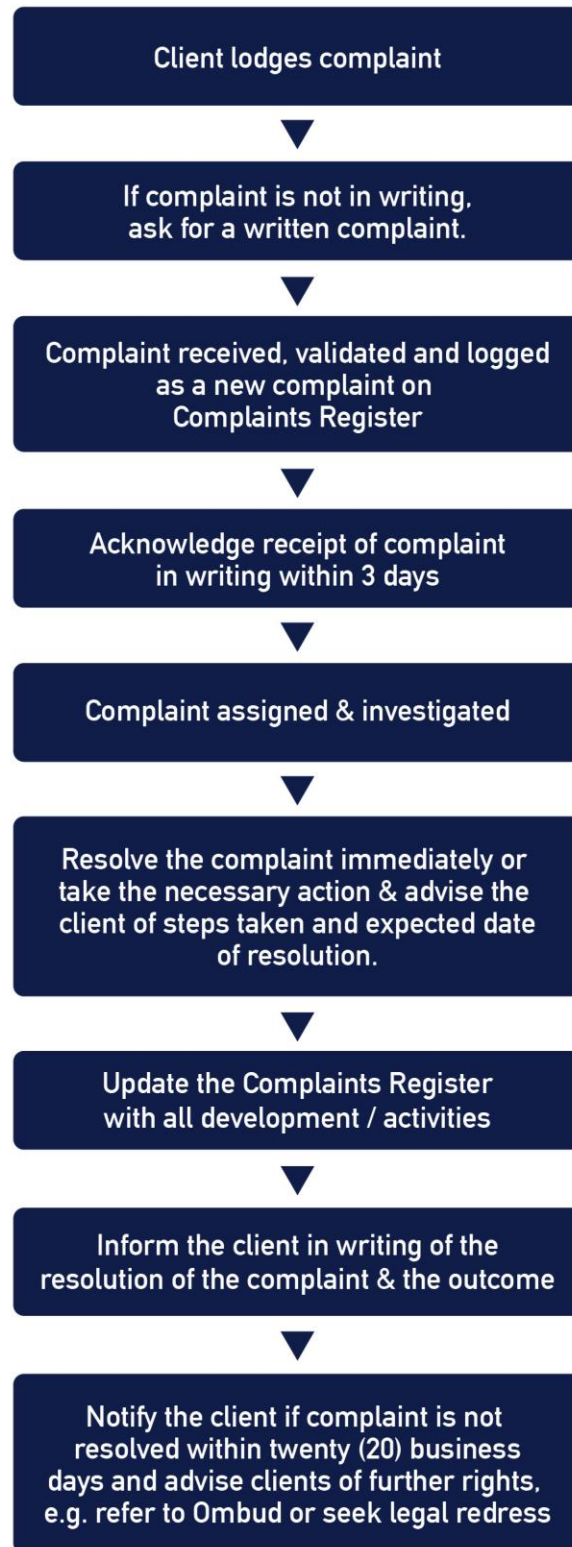 Client lodges complaint
If complaint is not in writing,
ask for a written complaint.
Complaint received, validated and logged
as a new complaint on
Complaints Register
Acknowledge receipt of complaint
in writing within 3 days
Complaint assigned & investigated
Resolve the complaint immediately or
take the necessary action & advise the
client of steps taken and expected date
of resolution.
Update the Complaints Register
with all development / activities
Inform the client in writing of the
resolution of the complaint & the outcome
Notify the client if complaint is not
resolved within twenty (20) business
days and advise clients of further rights,
e.g. refer to Ombud or seek legal redress